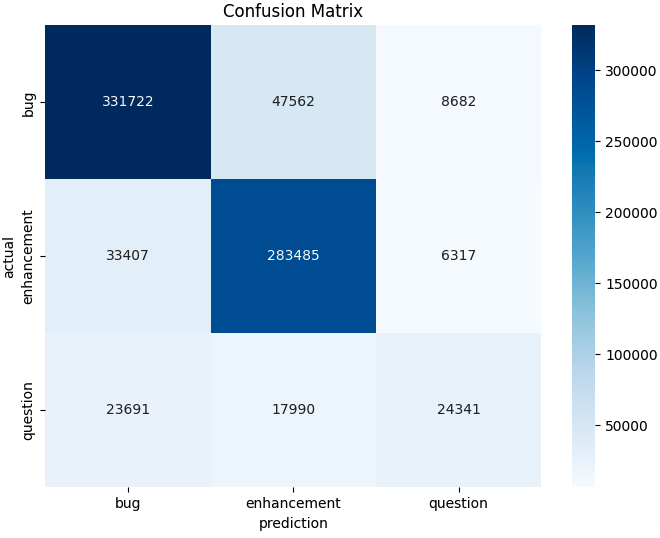 Confusion Matrix
actual
bug
331722 47562 8682
enhancement
33407 283485 6317
question
23691 17990 24341
bug enhancement question
prediction
300000
250000
200000
150000
100000
50000